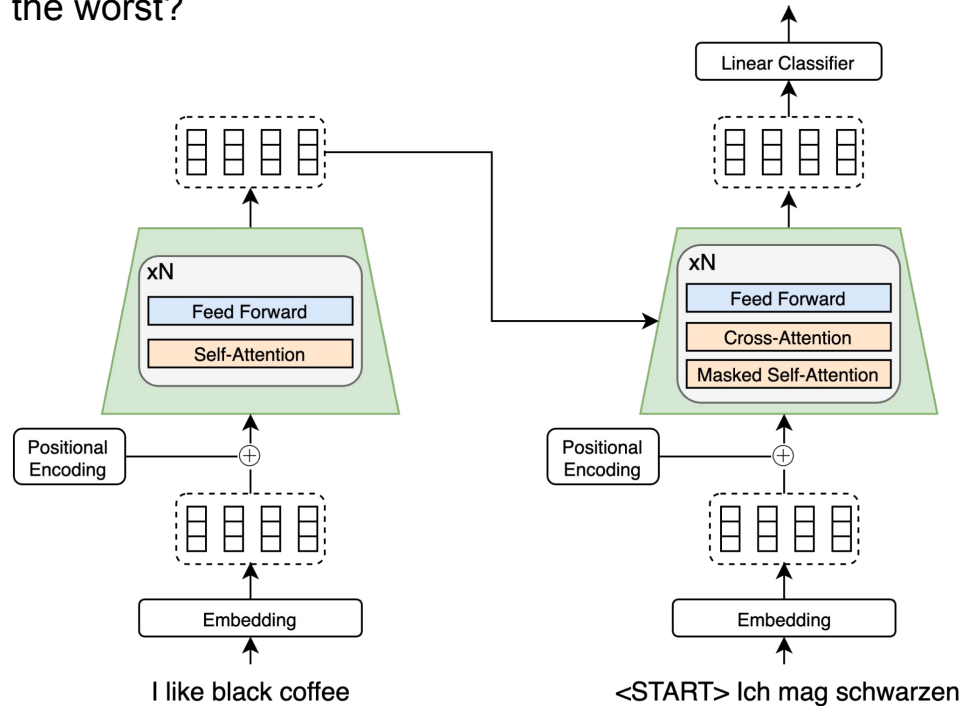 the worst?
Linear Classifier
xN
Feed Forward
Self-Attention
Positional
Encoding
Embedding
I like black coffee
xN
Feed Forward
Cross-Attention
Masked Self-Attention
Positional
Encoding
Embedding
<START> Ich mag schwarzen